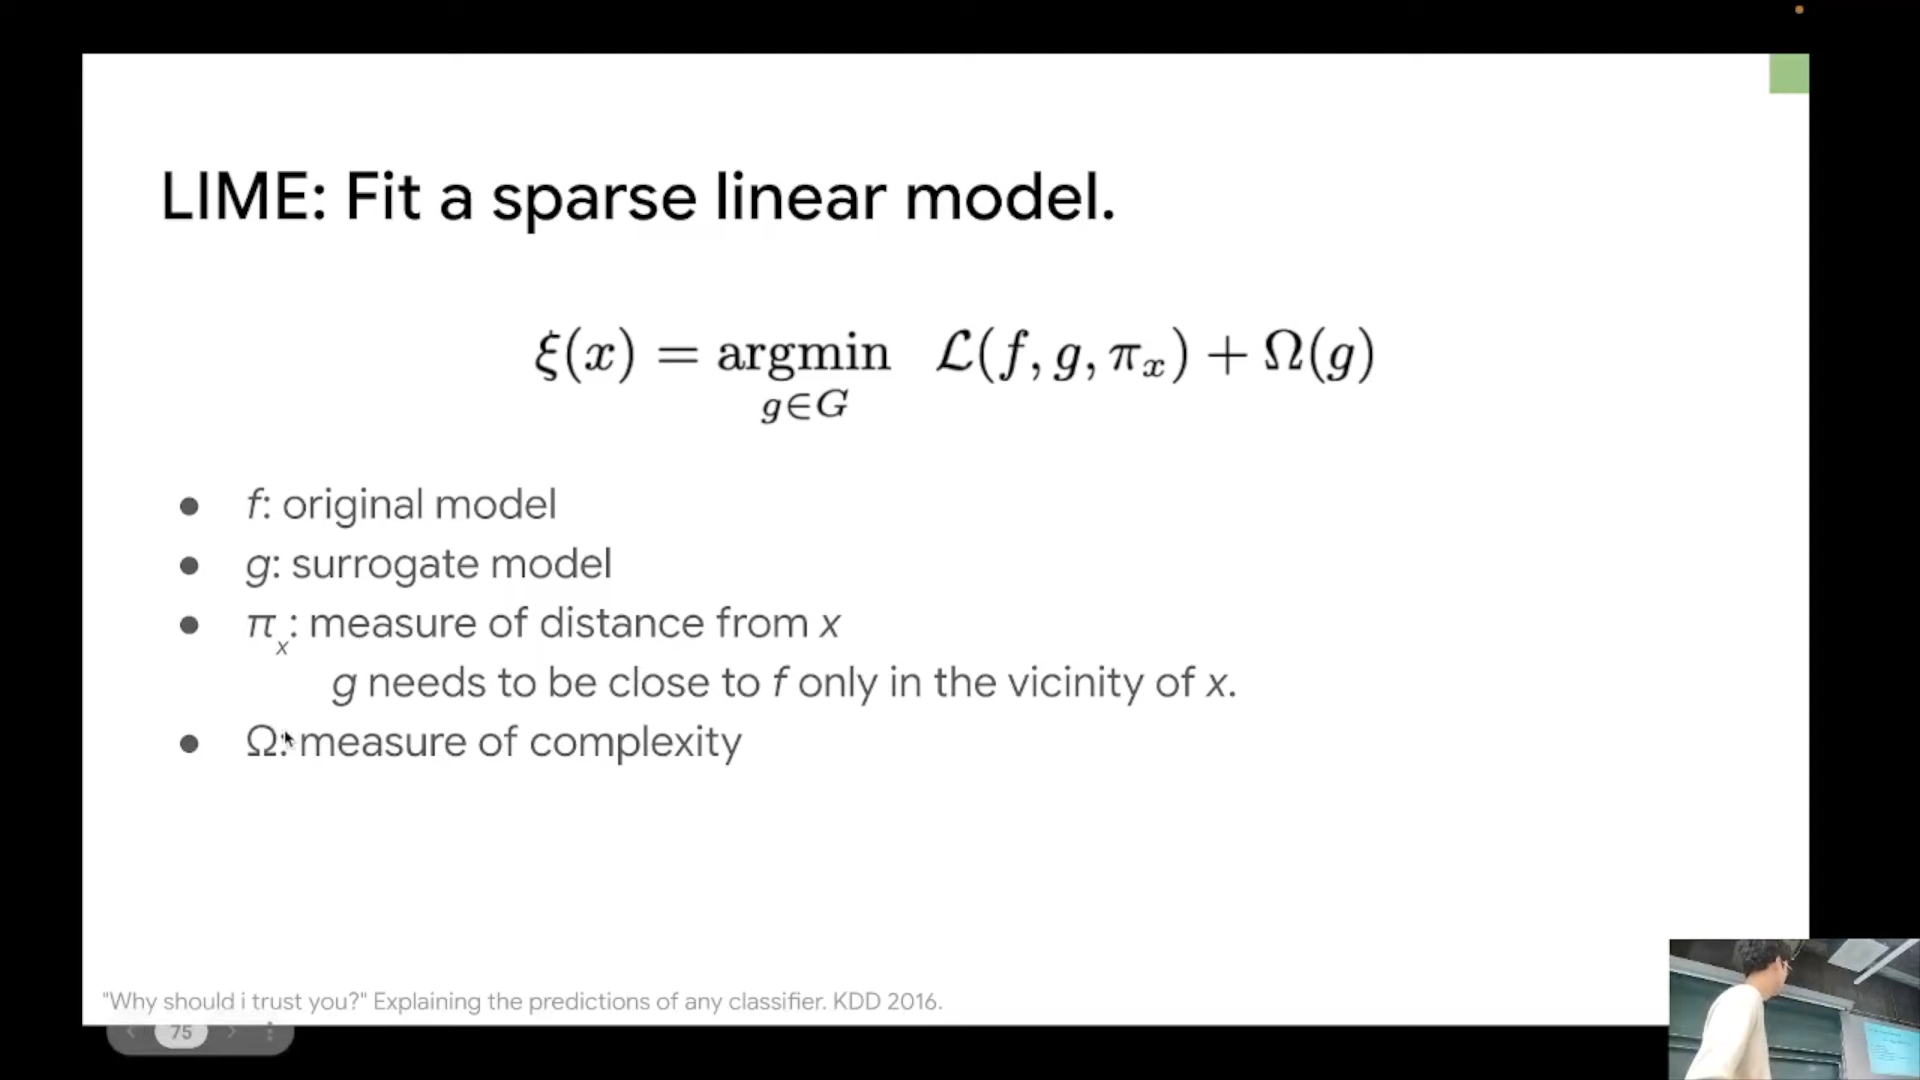 LIME: Fit a sparse linear model.
ξ(x) = argmin L(f, g, πx) + Ω(g)
g∈G
● f: original model
● g: surrogate model
● πx: measure of distance from x
g needs to be close to f only in the vicinity of x.
● Ω: measure of complexity
"Why should i trust you?" Explaining the predictions of any classifier. KDD 2016.
75